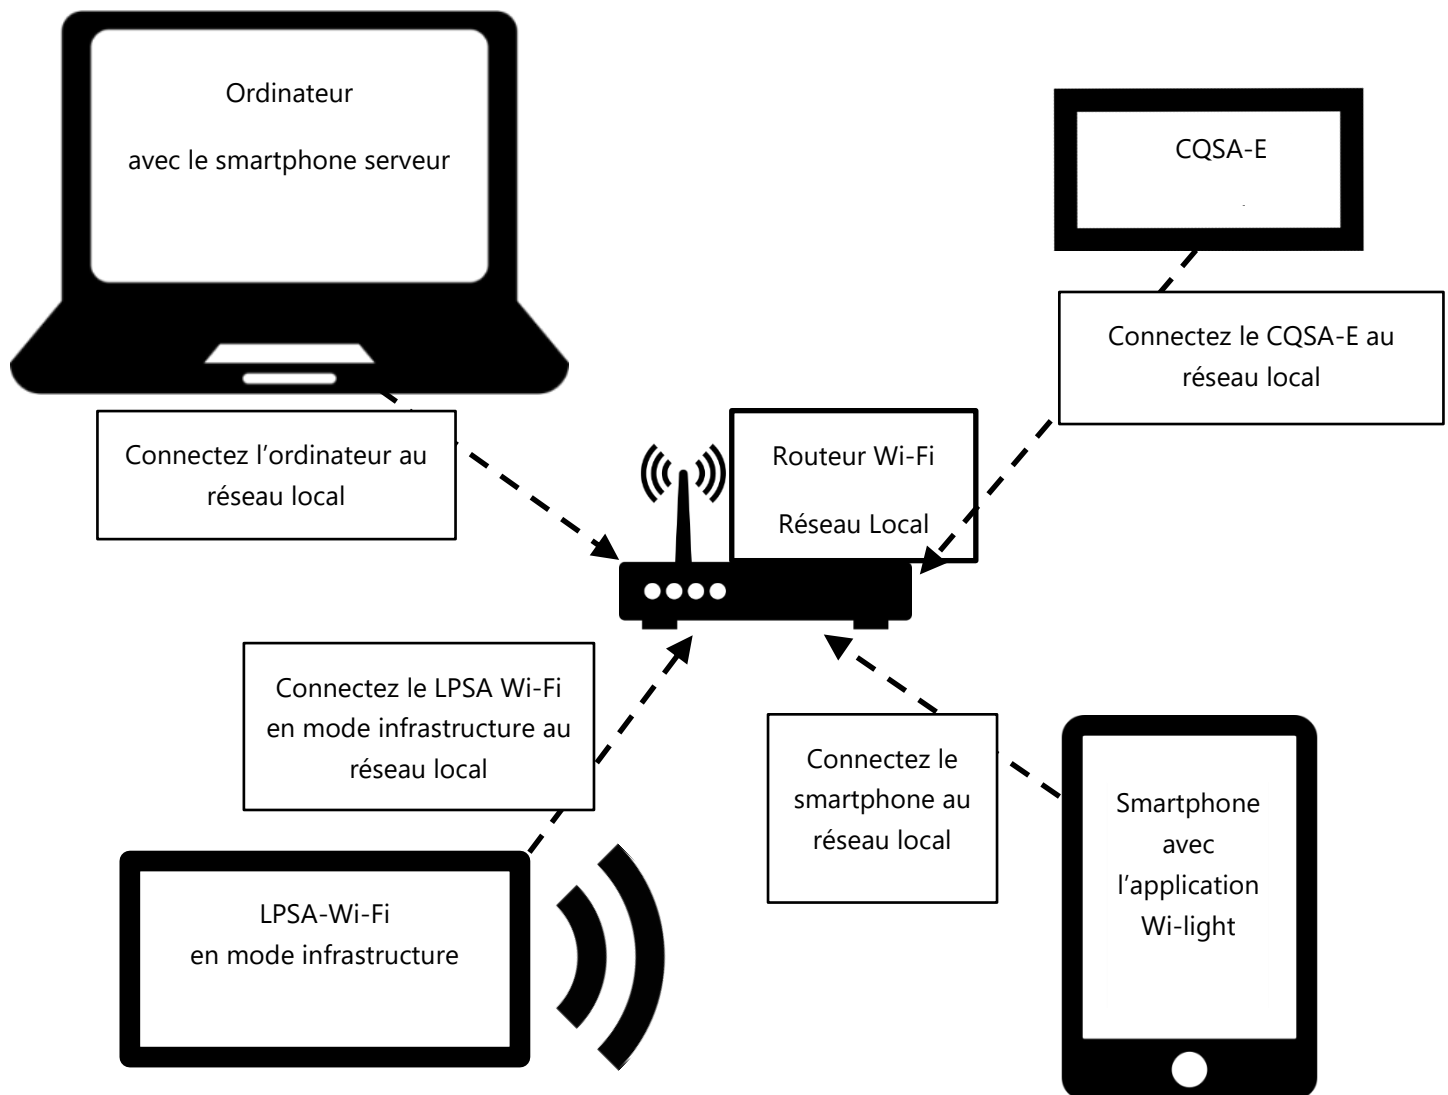 Ordinateur
avec le smartphone serveur
CQSA-E
Connectez le CQSA-E au
réseau local
Connectez l’ordinateur au
réseau local
Routeur Wi-Fi
Réseau Local
Connectez le LPSA Wi-Fi
en mode infrastructure au
réseau local
Connectez le
smartphone au
réseau local
Smartphone
avec
l’application
Wi-light
LPSA-Wi-Fi
en mode infrastructure